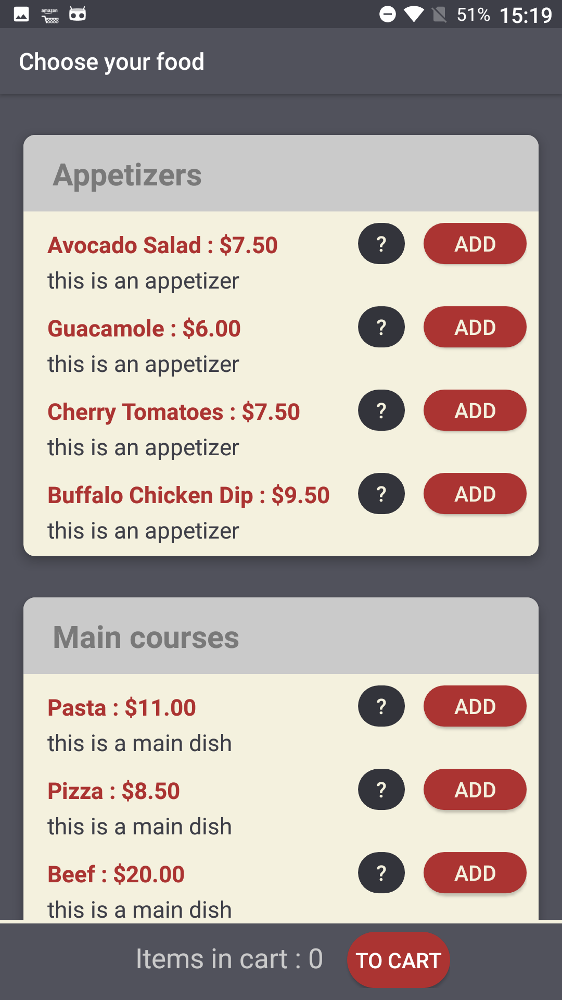 amazon
51% 15:19
Choose your food
Appetizers
Avocado Salad : $7.50 ? ADD
this is an appetizer
Guacamole : $6.00 ? ADD
this is an appetizer
Cherry Tomatoes : $7.50 ? ADD
this is an appetizer
Buffalo Chicken Dip : $9.50 ? ADD
this is an appetizer
Main courses
Pasta : $11.00 ? ADD
this is a main dish
Pizza : $8.50 ? ADD
this is a main dish
Beef : $20.00 ? ADD
this is a main dish
Items in cart : 0 TO CART